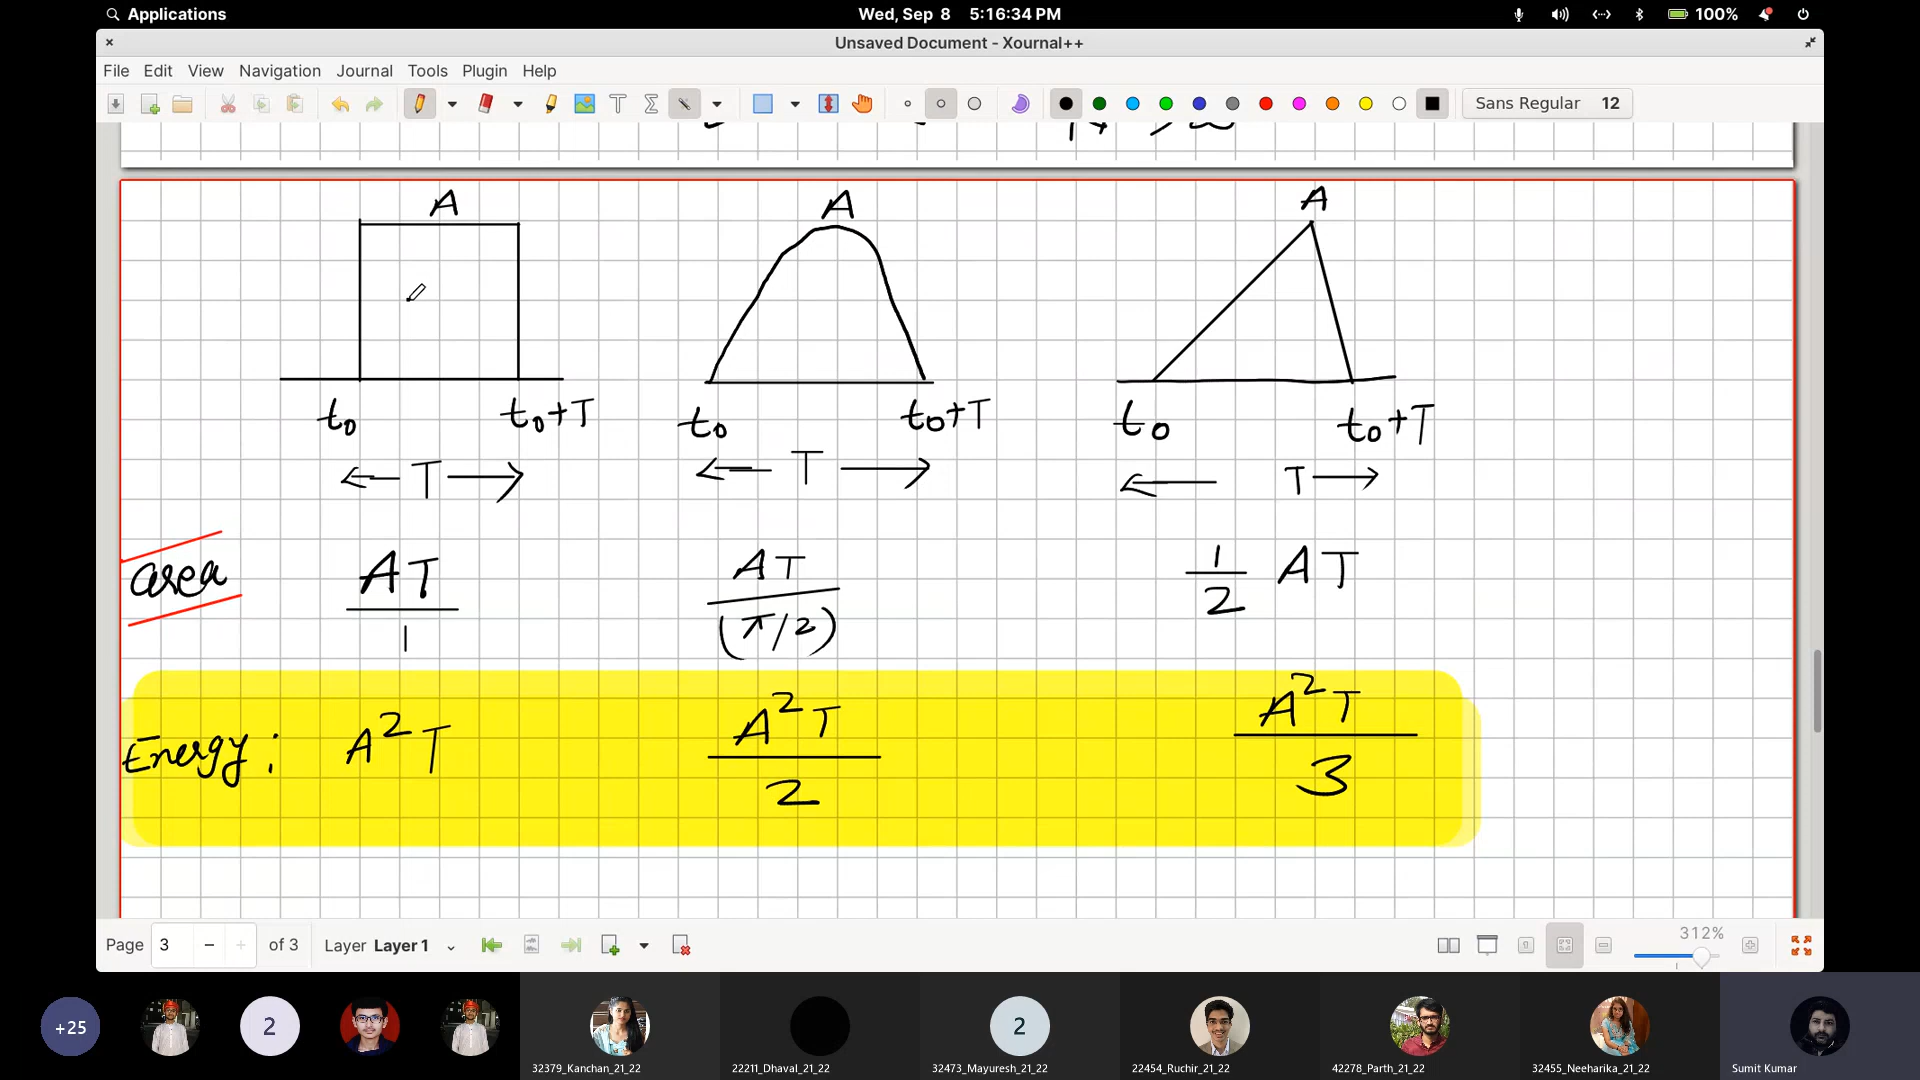 Applications Wed, Sep 8 5:16:34 PM 100%
Unsaved Document - Xournal++
File Edit View Navigation Journal Tools Plugin Help
Sans Regular 12
A A A
t₀ t₀+T t₀ t₀+T t₀ t₀+T
← T → ← T → ← T →
area AT/1 AT/(π/2) 1/2 AT
Energy: A²T A²T/2 A²T/3
Page 3 of 3 Layer Layer 1 312%
+25 2 2
32379_Kanchan_21_22 22211_Dhaval_21_22 32473_Mayuresh_21_22 22454_Ruchir_21_22 42278_Parth_21_22 32455_Neeharika_21_22 Sumit Kumar